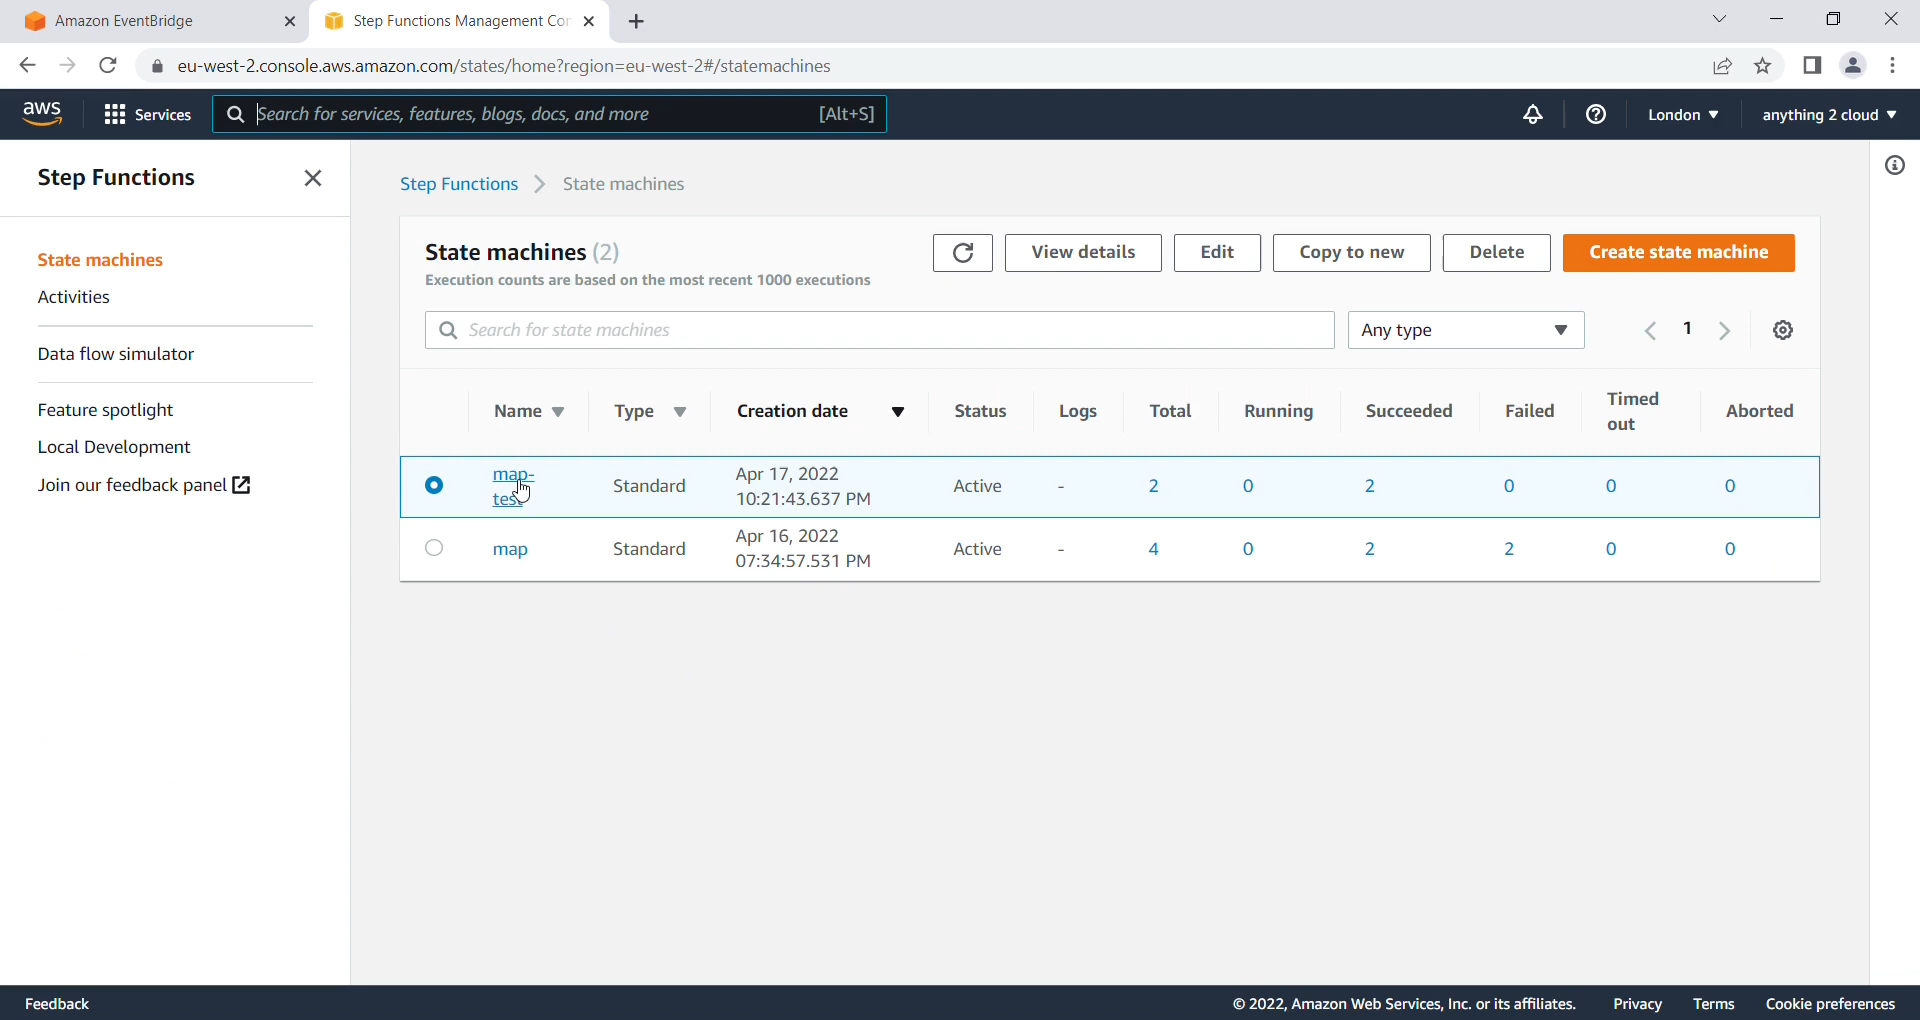 Amazon EventBridge
Step Functions Management Con
eu-west-2.console.aws.amazon.com/states/home?region=eu-west-2#/statemachines
aws Services Search for services, features, blogs, docs, and more [Alt+S] London anything 2 cloud
Step Functions
State machines
Activities
Data flow simulator
Feature spotlight
Local Development
Join our feedback panel
Step Functions > State machines
State machines (2)
Execution counts are based on the most recent 1000 executions
View details Edit Copy to new Delete Create state machine
Search for state machines Any type 1
Name Type Creation date Status Logs Total Running Succeeded Failed Timed out Aborted
map-test Standard Apr 17, 2022 10:21:43.637 PM Active - 2 0 2 0 0 0
map Standard Apr 16, 2022 07:34:57.531 PM Active - 4 0 2 2 0 0
Feedback © 2022, Amazon Web Services, Inc. or its affiliates. Privacy Terms Cookie preferences